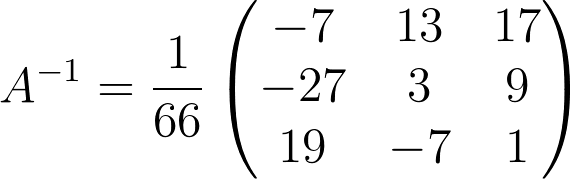 A^{-1} = \frac{1}{66} \begin{pmatrix} -7 & 13 & 17 \\ -27 & 3 & 9 \\ 19 & -7 & 1 \end{pmatrix}